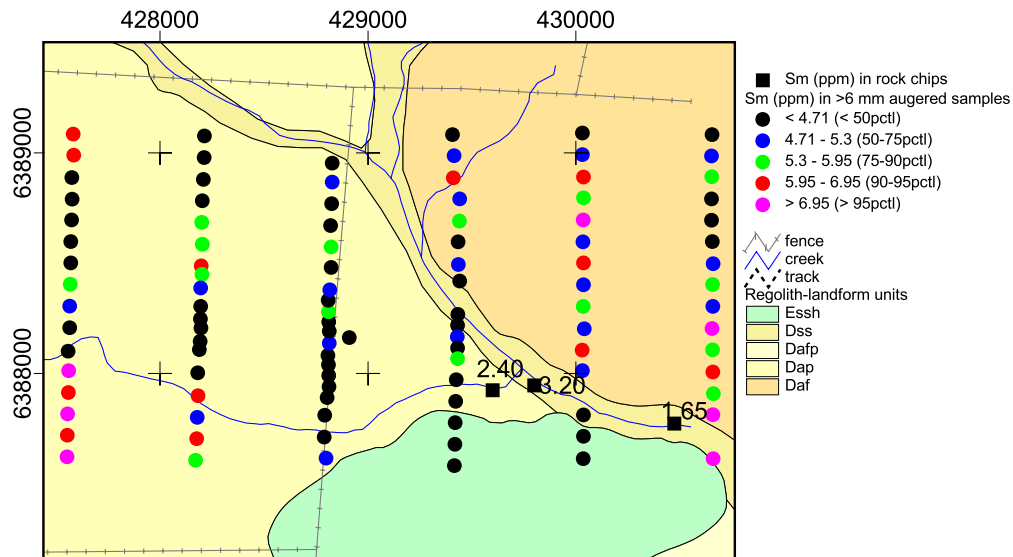 428000
429000
430000
6389000
6388000
2.40
3.20
1.65
Sm (ppm) in rock chips
Sm (ppm) in >6 mm augered samples
< 4.71 (< 50pctl)
4.71 - 5.3 (50-75pctl)
5.3 - 5.95 (75-90pctl)
5.95 - 6.95 (90-95pctl)
> 6.95 (> 95pctl)
fence
creek
track
Regolith-landform units
Essh
Dss
Dafp
Dap
Daf